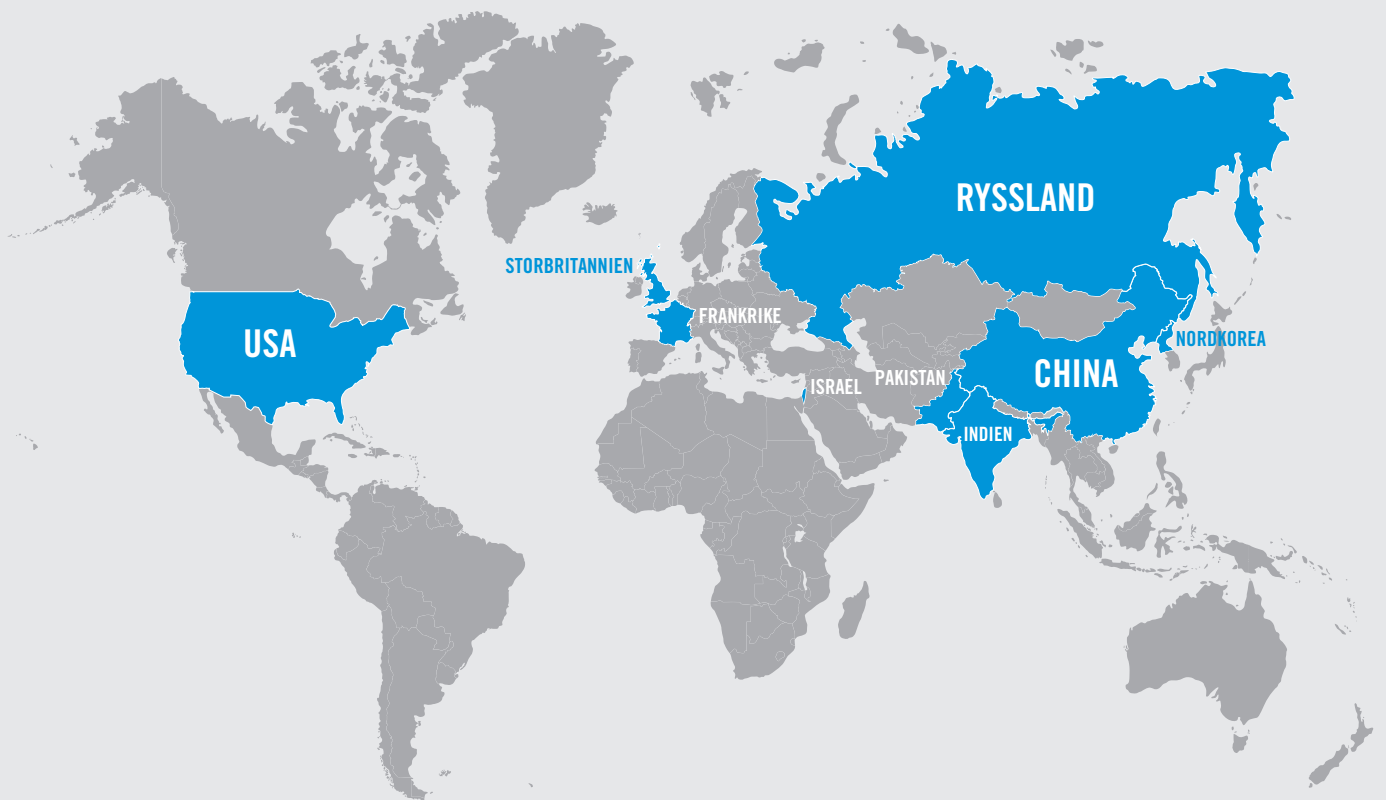 RYSSLAND
STORBRITANNIEN
FRANKRIKE
USA
NORDKOREA
CHINA
PAKISTAN
ISRAEL
INDIEN